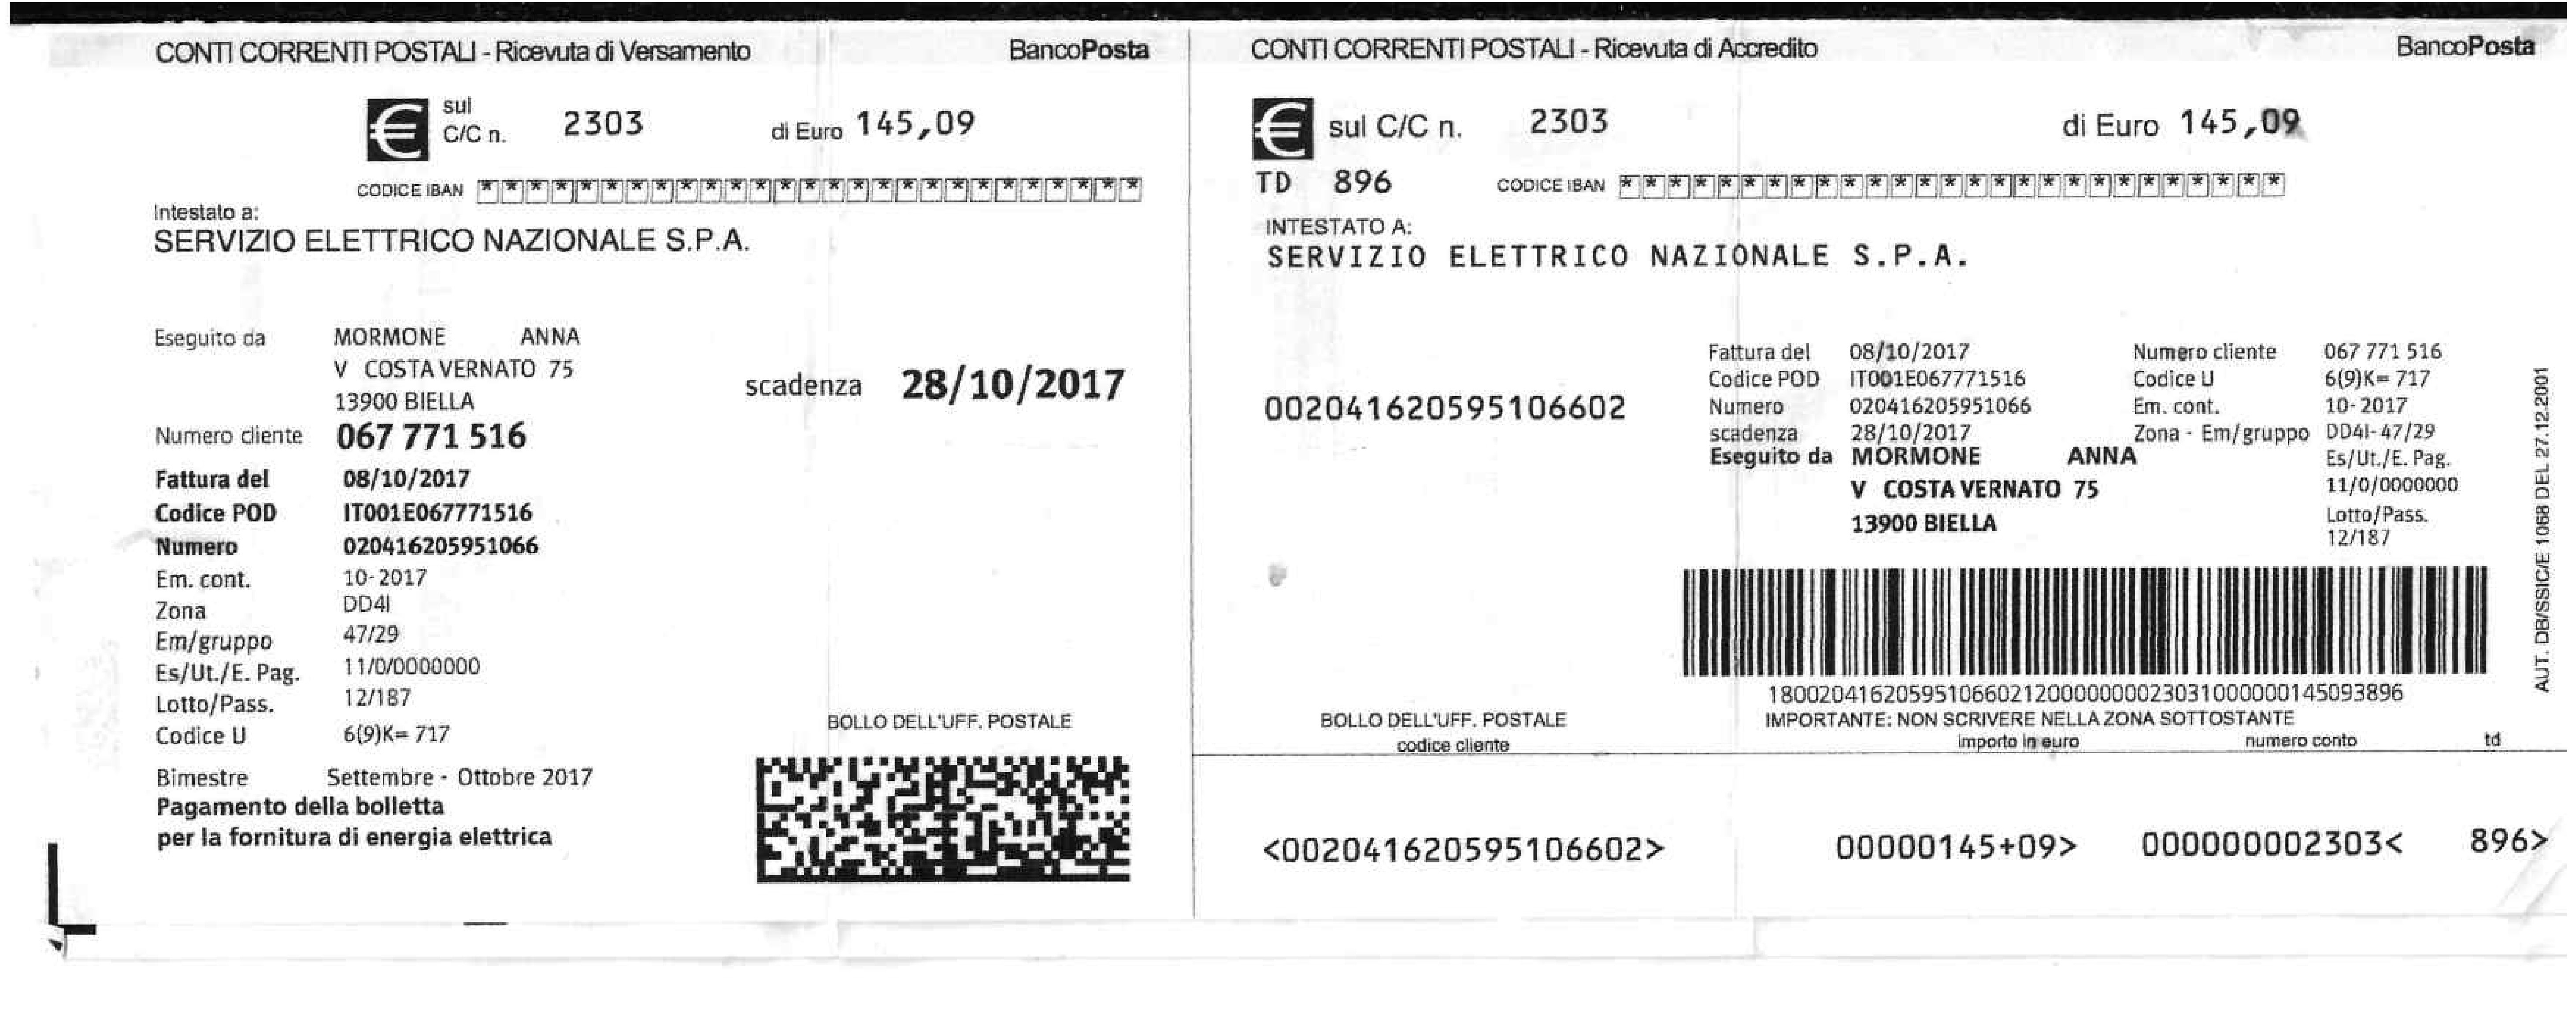 CONTI CORRENTI POSTALI - Ricevuta di Versamento BancoPosta
€ sul C/C n. 2303 di Euro 145,09
CODICE IBAN ***************************
Intestato a:
SERVIZIO ELETTRICO NAZIONALE S.P.A.
Eseguito da MORMONE ANNA
V COSTA VERNATO 75
13900 BIELLA
scadenza 28/10/2017
Numero cliente 067 771 516
Fattura del 08/10/2017
Codice POD IT001E067771516
Numero 020416205951066
Em. cont. 10-2017
Zona DD4I
Em/gruppo 47/29
Es/Ut./E. Pag. 11/0/0000000
Lotto/Pass. 12/187
Codice U 6(9)K= 717
BOLLO DELL'UFF. POSTALE
Bimestre Settembre - Ottobre 2017
Pagamento della bolletta
per la fornitura di energia elettrica
CONTI CORRENTI POSTALI - Ricevuta di Accredito BancoPosta
€ sul C/C n. 2303 di Euro 145,09
TD 896 CODICE IBAN ***************************
INTESTATO A:
SERVIZIO ELETTRICO NAZIONALE S.P.A.
002041620595106602
Fattura del 08/10/2017 Numero cliente 067 771 516
Codice POD IT001E067771516 Codice U 6(9)K= 717
Numero 020416205951066 Em. cont. 10-2017
scadenza 28/10/2017 Zona - Em/gruppo DD4I-47/29
Eseguito da MORMONE ANNA Es/Ut./E. Pag.
V COSTA VERNATO 75 11/0/0000000
13900 BIELLA Lotto/Pass.
12/187
AUT. DB/SSIC/E 1068 DEL 27.12.2001
18002041620595106602120000000023031000000145093896
BOLLO DELL'UFF. POSTALE
IMPORTANTE: NON SCRIVERE NELLA ZONA SOTTOSTANTE
codice cliente importo in euro numero conto td
<002041620595106602> 00000145+09> 000000002303< 896>